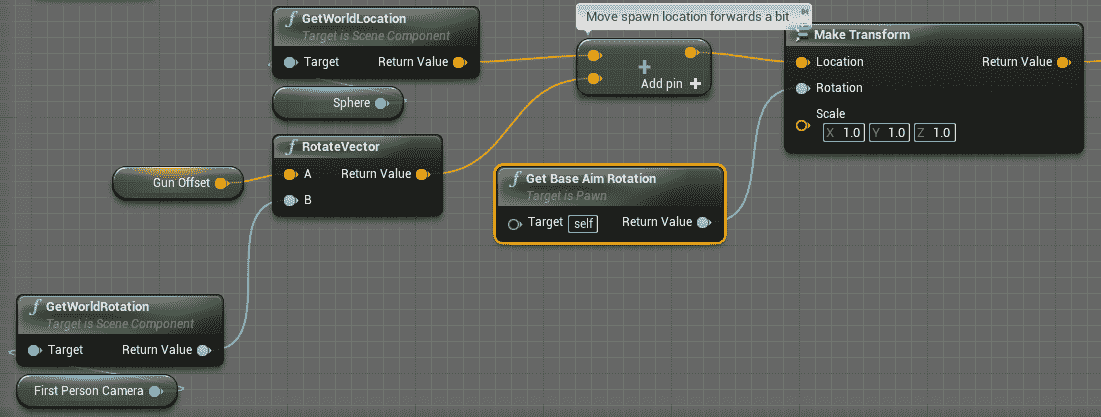 GetWorldLocation
Target is Scene Component
Target Return Value
Sphere
Move spawn location forwards a bit
Add pin
Make Transform
Location Return Value
Rotation
Scale
X 1.0 Y 1.0 Z 1.0
RotateVector
A Return Value
B
Gun Offset
Get Base Aim Rotation
Target is Pawn
Target self Return Value
GetWorldRotation
Target is Scene Component
Target Return Value
First Person Camera